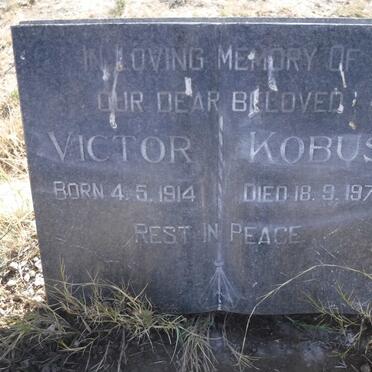 IN LOVING MEMORY OF
OUR DEAR BELOVED
VICTOR KOBUS
BORN 4.5.1914 DIED 18.9.197
REST IN PEACE